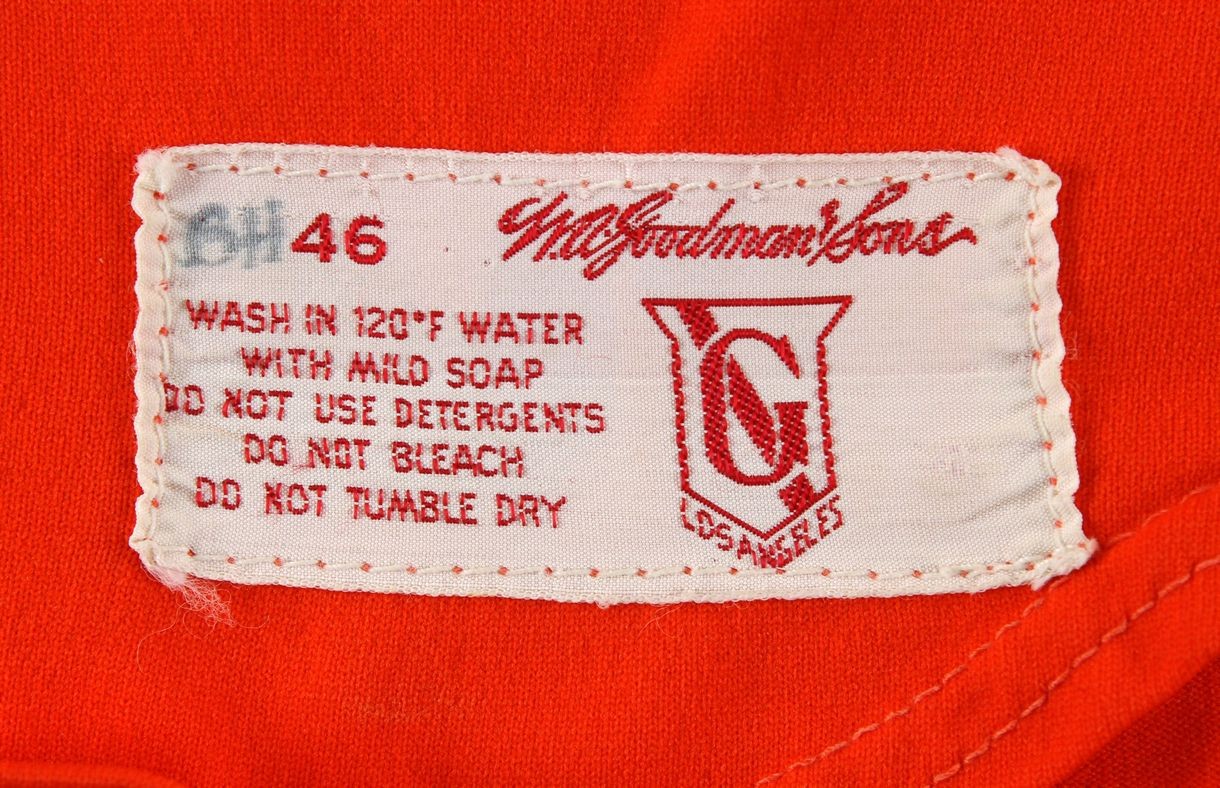 BH 46
W.A. Goodman & Sons
WASH IN 120°F WATER
WITH MILD SOAP
DO NOT USE DETERGENTS
DO NOT BLEACH
DO NOT TUMBLE DRY
G
LOS ANGELES